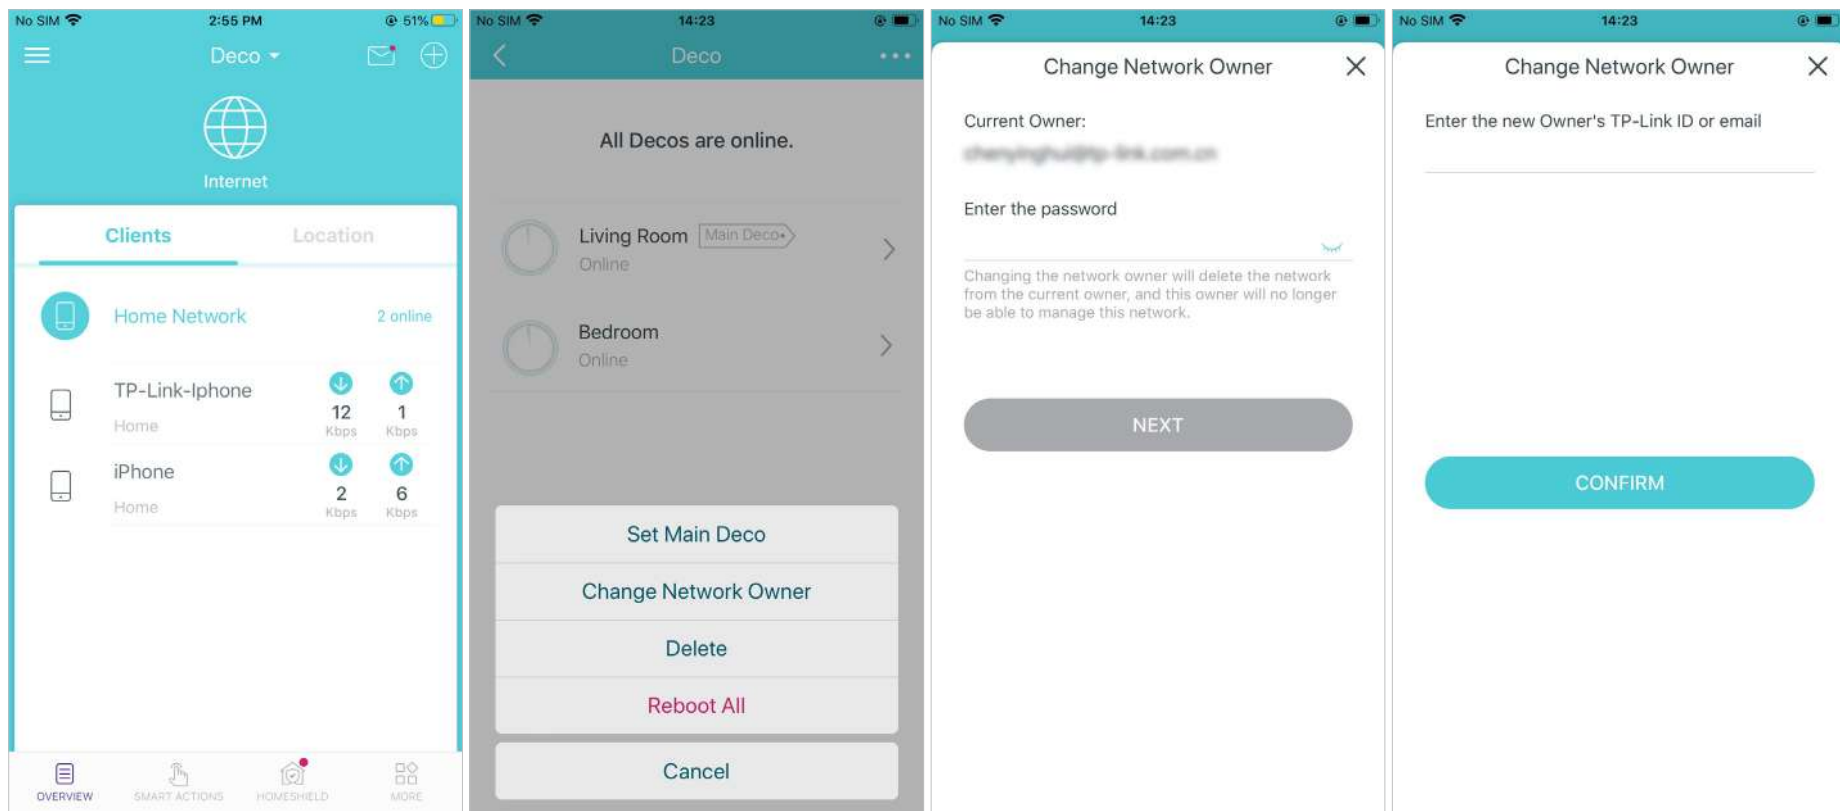 No SIM 2:55 PM 51%
Deco
Internet
Clients Location
Home Network 2 online
TP-Link-Iphone
12 1
Home Kbps Kbps
iPhone
2 6
Home Kbps Kbps
OVERVIEW SMART ACTIONS HOMESHIELD MORE
No SIM 14:23
Deco
All Decos are online.
Living Room Main Deco
Online
Bedroom
Online
Set Main Deco
Change Network Owner
Delete
Reboot All
Cancel
No SIM 14:23
Change Network Owner
Current Owner:
Enter the password
Changing the network owner will delete the network
from the current owner, and this owner will no longer
be able to manage this network.
NEXT
No SIM 14:23
Change Network Owner
Enter the new Owner's TP-Link ID or email
CONFIRM